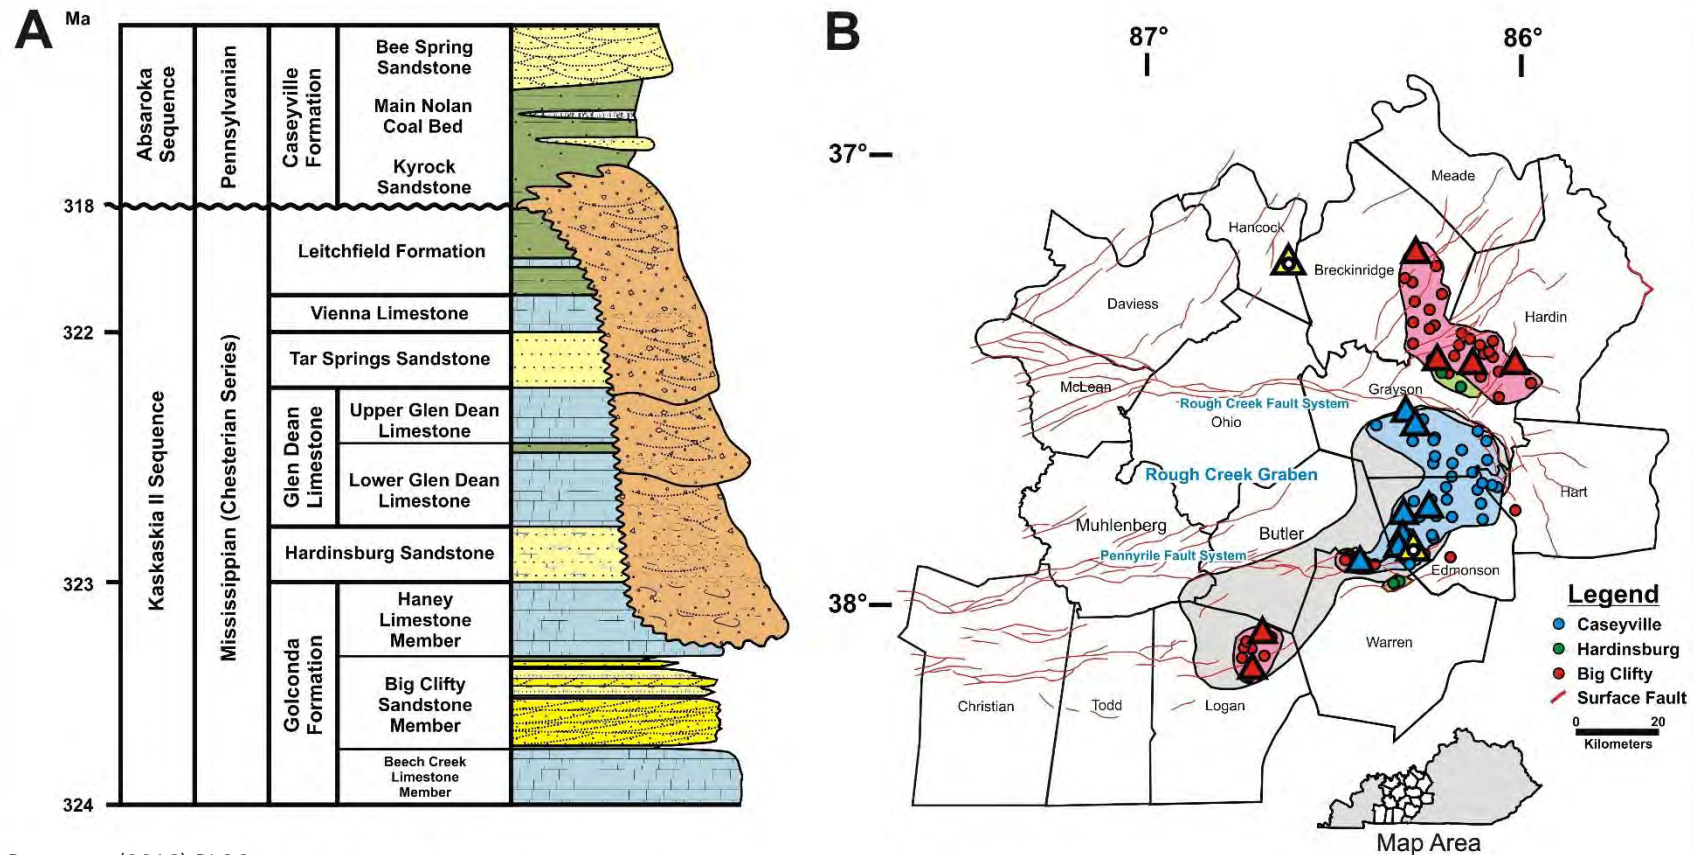 A
Ma
Absaroka
Sequence
Pennsylvanian
Caseyville
Formation
Bee Spring
Sandstone
Main Nolan
Coal Bed
Kyrock
Sandstone
318
Kaskaskia II Sequence
Mississippian (Chesterian Series)
Leitchfield Formation
Vienna Limestone
322
Tar Springs Sandstone
Glen Dean
Limestone
Upper Glen Dean
Limestone
Lower Glen Dean
Limestone
Hardinsburg Sandstone
323
Golconda
Formation
Haney
Limestone
Member
Big Clifty
Sandstone
Member
Beech Creek
Limestone
Member
324
B
87°
86°
37°
38°
Meade
Hancock
Breckinridge
Daviess
Hardin
McLean
Grayson
Rough Creek Fault System
Ohio
Rough Creek Graben
Hart
Muhlenberg
Butler
Pennyrile Fault System
Edmonson
Warren
Christian
Todd
Logan
Legend
Caseyville
Hardinsburg
Big Clifty
Surface Fault
0 20
Kilometers
Map Area